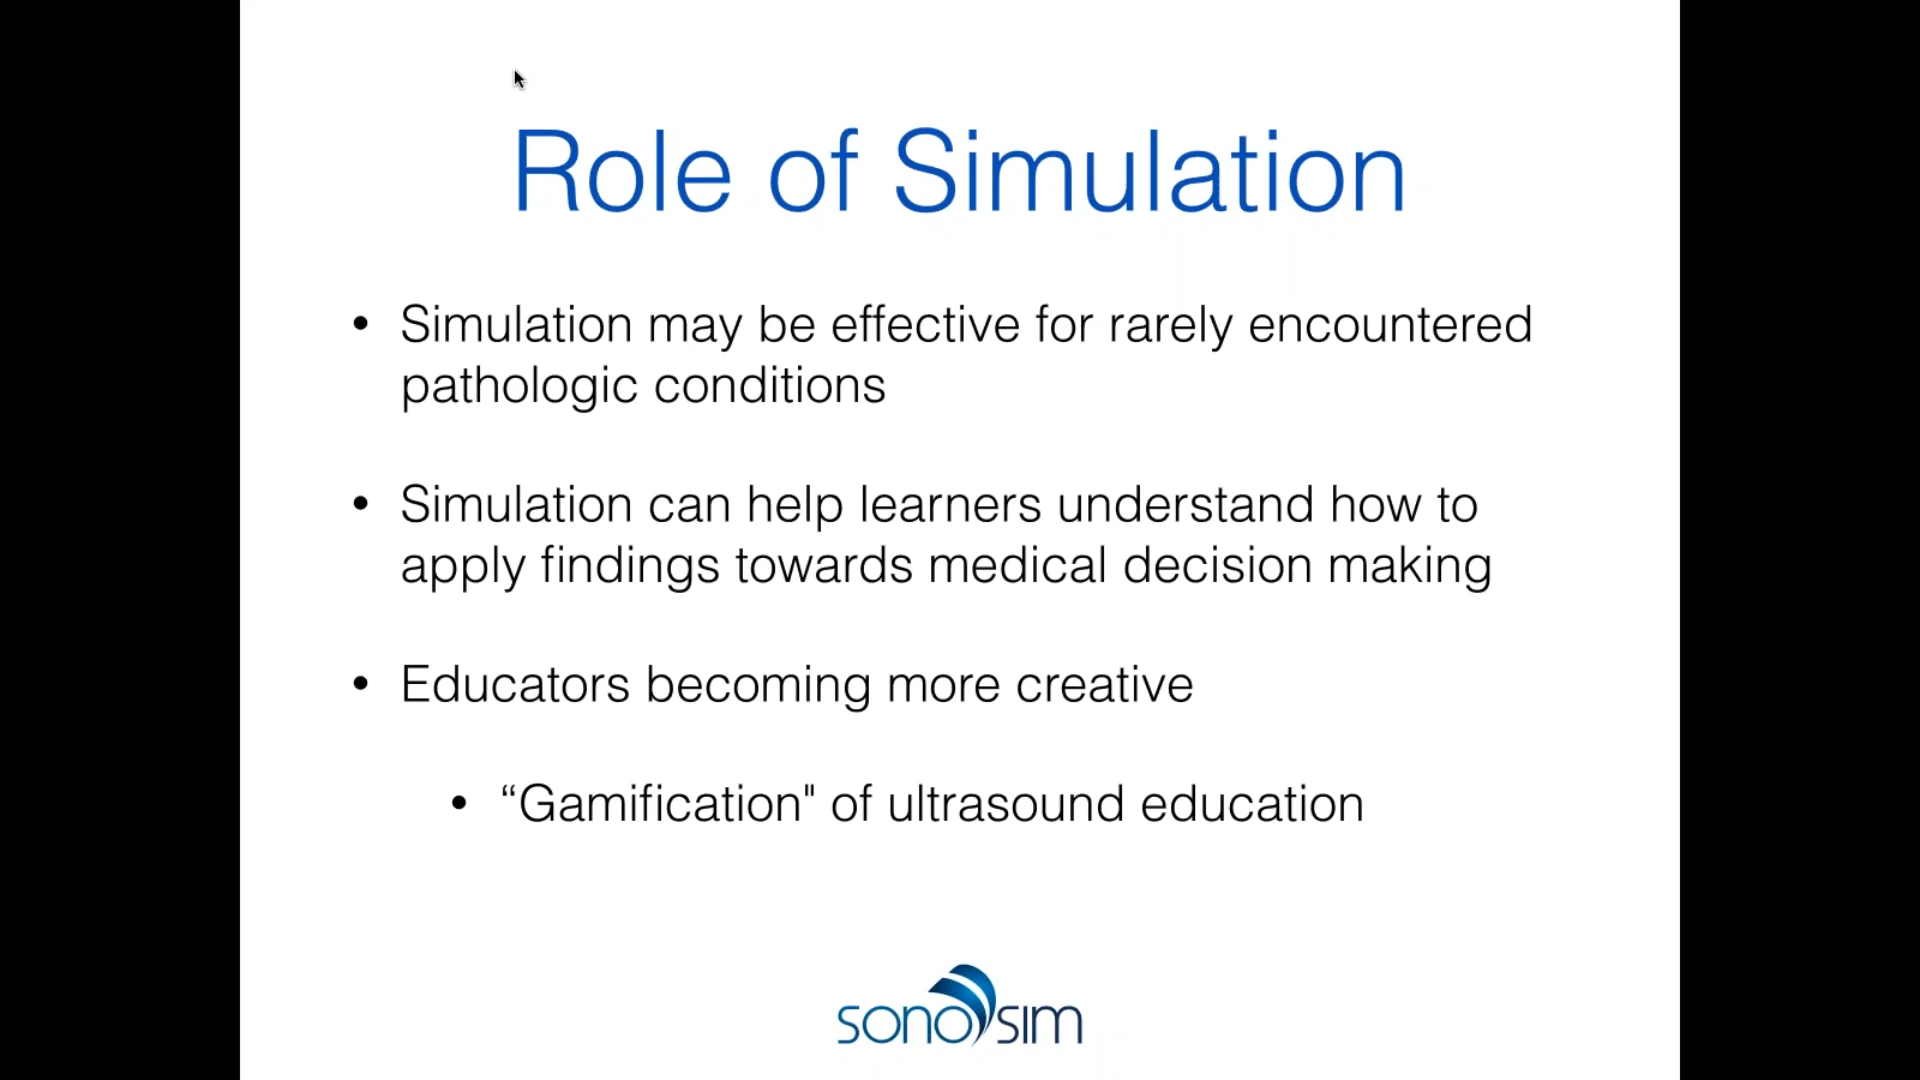 Role of Simulation
• Simulation may be effective for rarely encountered
pathologic conditions
• Simulation can help learners understand how to
apply findings towards medical decision making
• Educators becoming more creative
• “Gamification" of ultrasound education
sonosim